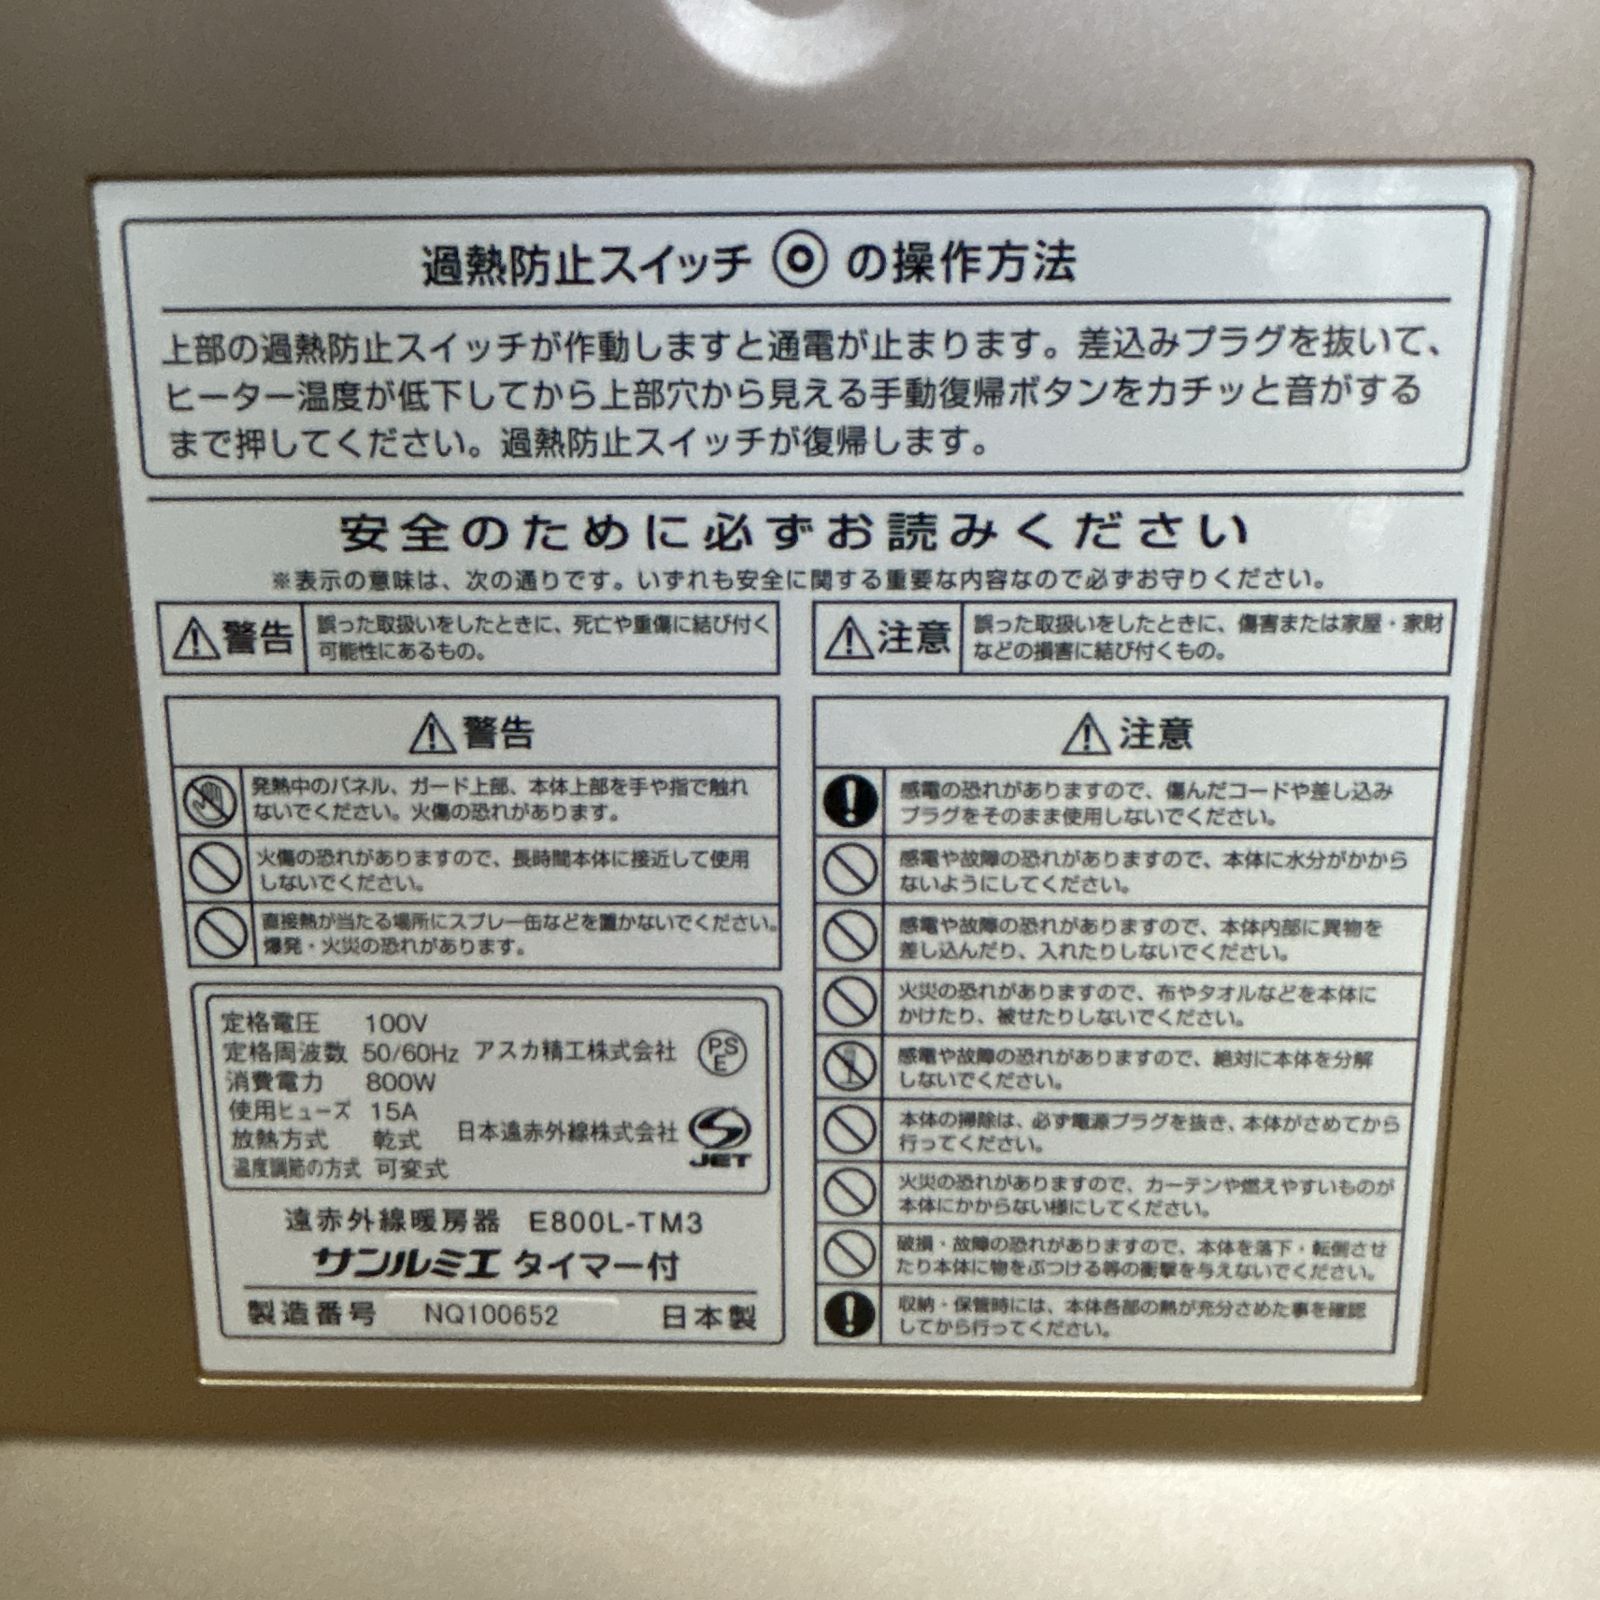 過熱防止スイッチ ◎ の操作方法
上部の過熱防止スイッチが作動しますと通電が止まります。差込みプラグを抜いて、
ヒーター温度が低下してから上部穴から見える手動復帰ボタンをカチッと音がする
まで押してください。過熱防止スイッチが復帰します。
安全のために必ずお読みください
※表示の意味は、次の通りです。いずれも安全に関する重要な内容なので必ずお守りください。
警告
誤った取扱いをしたときに、死亡や重傷に結び付く
可能性にあるもの。
注意
誤った取扱いをしたときに、傷害または家屋・家財
などの損害に結び付くもの。
警告
発熱中のパネル、ガード上部、本体上部を手や指で触れ
ないでください。火傷の恐れがあります。
火傷の恐れがありますので、長時間本体に接近して使用
しないでください。
直接熱が当たる場所にスプレー缶などを置かないでください。
爆発・火災の恐れがあります。
定格電圧 100V
定格周波数 50/60Hz アスカ精工株式会社 PSE
消費電力 800W
使用ヒューズ 15A
放熱方式 乾式 日本遠赤外線株式会社 JET
温度調節の方式 可変式
遠赤外線暖房器 E800L-TM3
サンルミエ タイマー付
製造番号 NQ100652 日本製
注意
感電の恐れがありますので、傷んだコードや差し込み
プラグをそのまま使用しないでください。
感電や故障の恐れがありますので、本体に水分がかから
ないようにしてください。
感電や故障の恐れがありますので、本体内部に異物を
差し込んだり、入れたりしないでください。
火災の恐れがありますので、布やタオルなどを本体に
かけたり、被せたりしないでください。
感電や故障の恐れがありますので、絶対に本体を分解
しないでください。
本体の掃除は、必ず電源プラグを抜き、本体がさめてから
行ってください。
火災の恐れがありますので、カーテンや燃えやすいものが
本体にかからない様にしてください。
破損・故障の恐れがありますので、本体を落下・転倒させ
たり本体に物をぶつける等の衝撃を与えないでください。
収納・保管時には、本体各部の熱が充分さめた事を確認
してから行ってください。